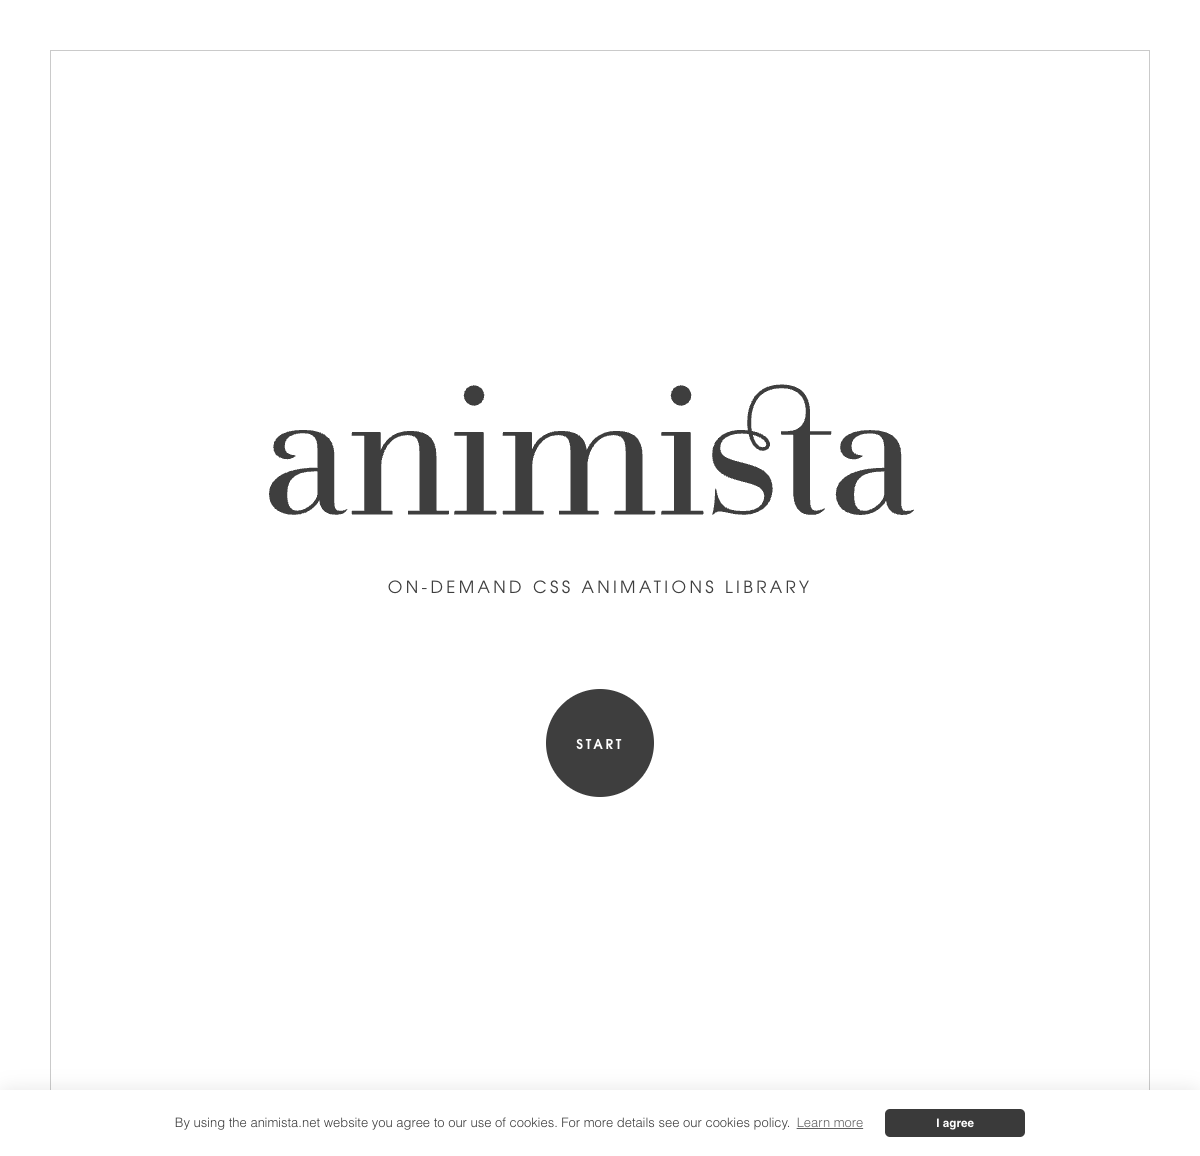 animista
ON-DEMAND CSS ANIMATIONS LIBRARY
START
By using the animista.net website you agree to our use of cookies. For more details see our cookies policy. Learn more
I agree